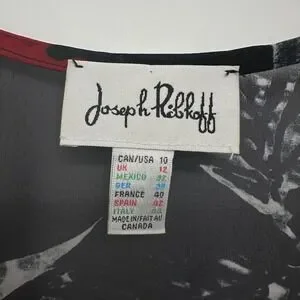 Joseph Ribkoff
CAN/USA 10
UK 12
MEXICO 32
GER 38
FRANCE 40
SPAIN 42
ITALY 44
MADE IN/FAIT AU
CANADA